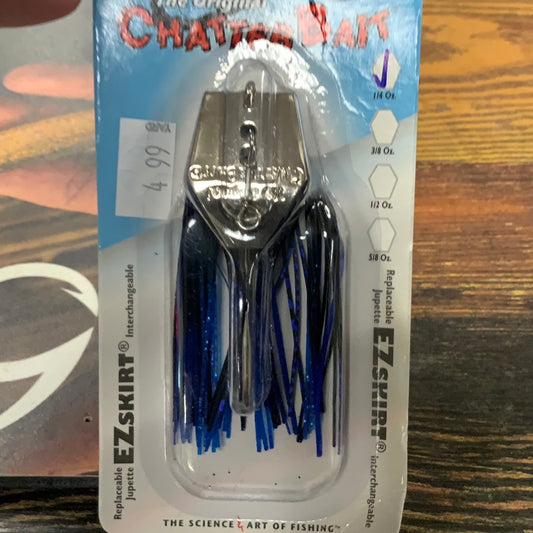 The Original
CHATTERBAIT
1/4 Oz.
3/8 Oz.
1/2 Oz.
5/8 Oz.
YARD
4.99
Replaceable
Jupette
EZSKIRT®
Interchangeable
Replaceable
Jupette
EZSKIRT®
Interchangeable
THE SCIENCE & ART OF FISHING™